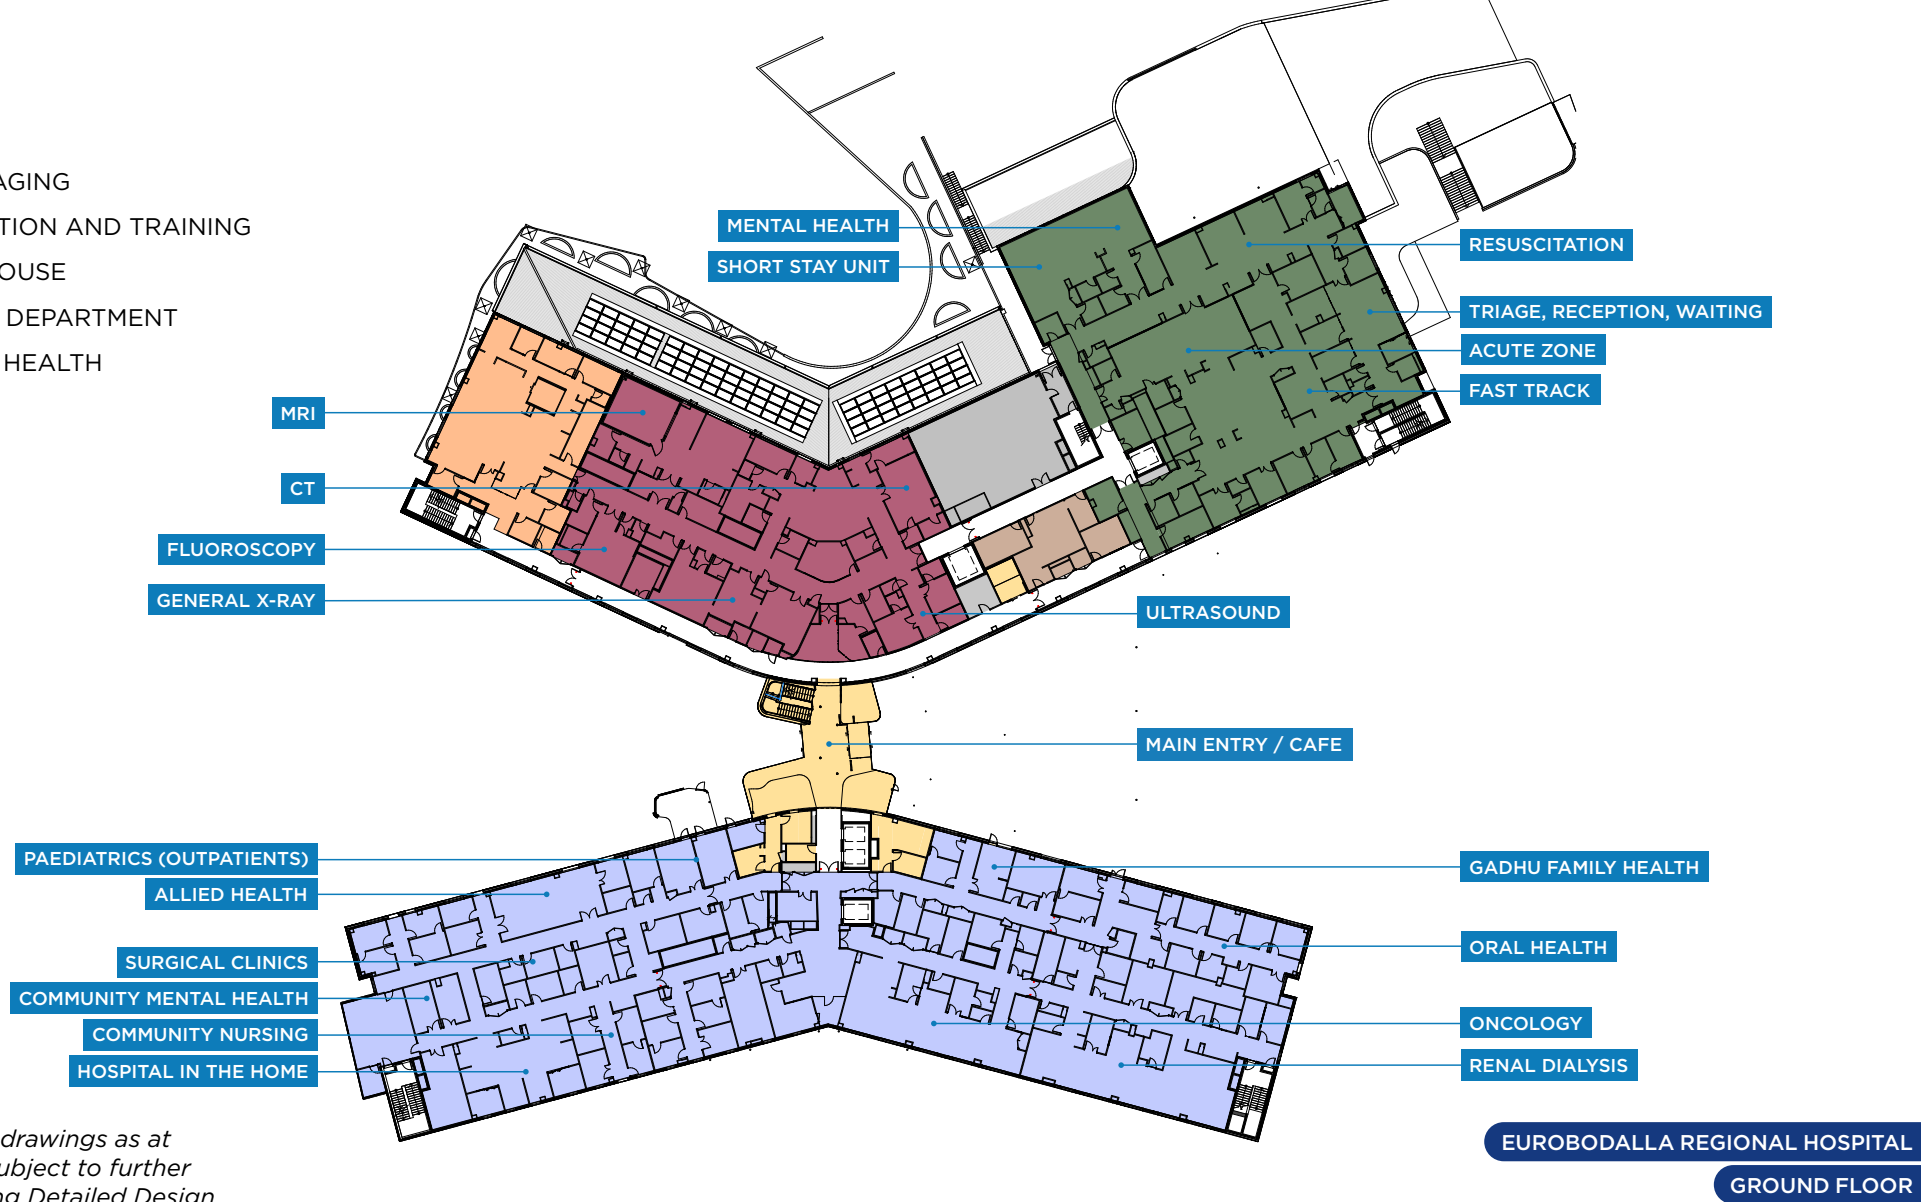 AGING
TION AND TRAINING
OUSE
DEPARTMENT
HEALTH
MENTAL HEALTH
SHORT STAY UNIT
RESUSCITATION
TRIAGE, RECEPTION, WAITING
ACUTE ZONE
FAST TRACK
MRI
CT
FLUOROSCOPY
GENERAL X-RAY
ULTRASOUND
MAIN ENTRY / CAFE
PAEDIATRICS (OUTPATIENTS)
ALLIED HEALTH
SURGICAL CLINICS
COMMUNITY MENTAL HEALTH
COMMUNITY NURSING
HOSPITAL IN THE HOME
GADHU FAMILY HEALTH
ORAL HEALTH
ONCOLOGY
RENAL DIALYSIS
drawings as at
ubject to further
ng Detailed Design
EUROBODALLA REGIONAL HOSPITAL
GROUND FLOOR